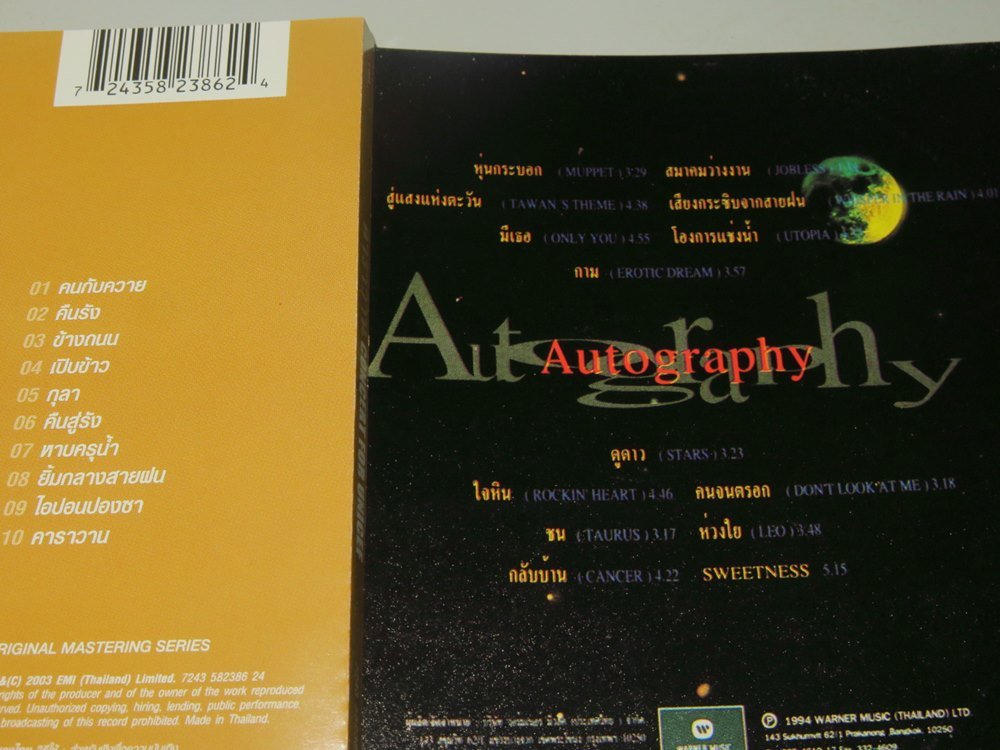 7 24358 23862 4
01 คนกับควาย
02 คืนรัง
03 ข้างถนน
04 เปิบข้าว
05 กุลา
06 คืนสู่รัง
07 หาบครุน้ำ
08 ยิ้มกลางสายฝน
09 ไอปอนปองซา
10 คาราวาน
RIGINAL MASTERING SERIES
&(C) 2003 EMI (Thailand) Limited. 7243 582386 24
rights of the producer and of the owner of the work reproduced
rved. Unauthorized copying, hiring, lending, public performance
broadcasting of this record prohibited. Made in Thailand.
หุ่นกระบอก (MUPPET) 3.29 สมาคมว่างงาน (JOBLESS
สู่แสงแห่งตะวัน (TAWAN'S THEME) 4.38 เสียงกระซิบจากสายฝน IN THE RAIN) 4.01
มีเธอ (ONLY YOU) 4.55 โองการแช่งน้ำ (UTOPIA)
กาม (EROTIC DREAM) 3.57
Autography
Autography
ดูดาว (STARS) 3.23
ใจหิน (ROCKIN' HEART) 4.46 คนจนตรอก (DON'T LOOK AT ME) 3.18
ชน (TAURUS) 3.17 ห่วงใย (LEO) 3.48
กลับบ้าน (CANCER) 4.22 SWEETNESS 5.15
WARNER MUSIC
Ⓟ 1994 WARNER MUSIC (THAILAND) LTD
143 Sukhumvit 62/1 Prakanong, Bangkok. 10250